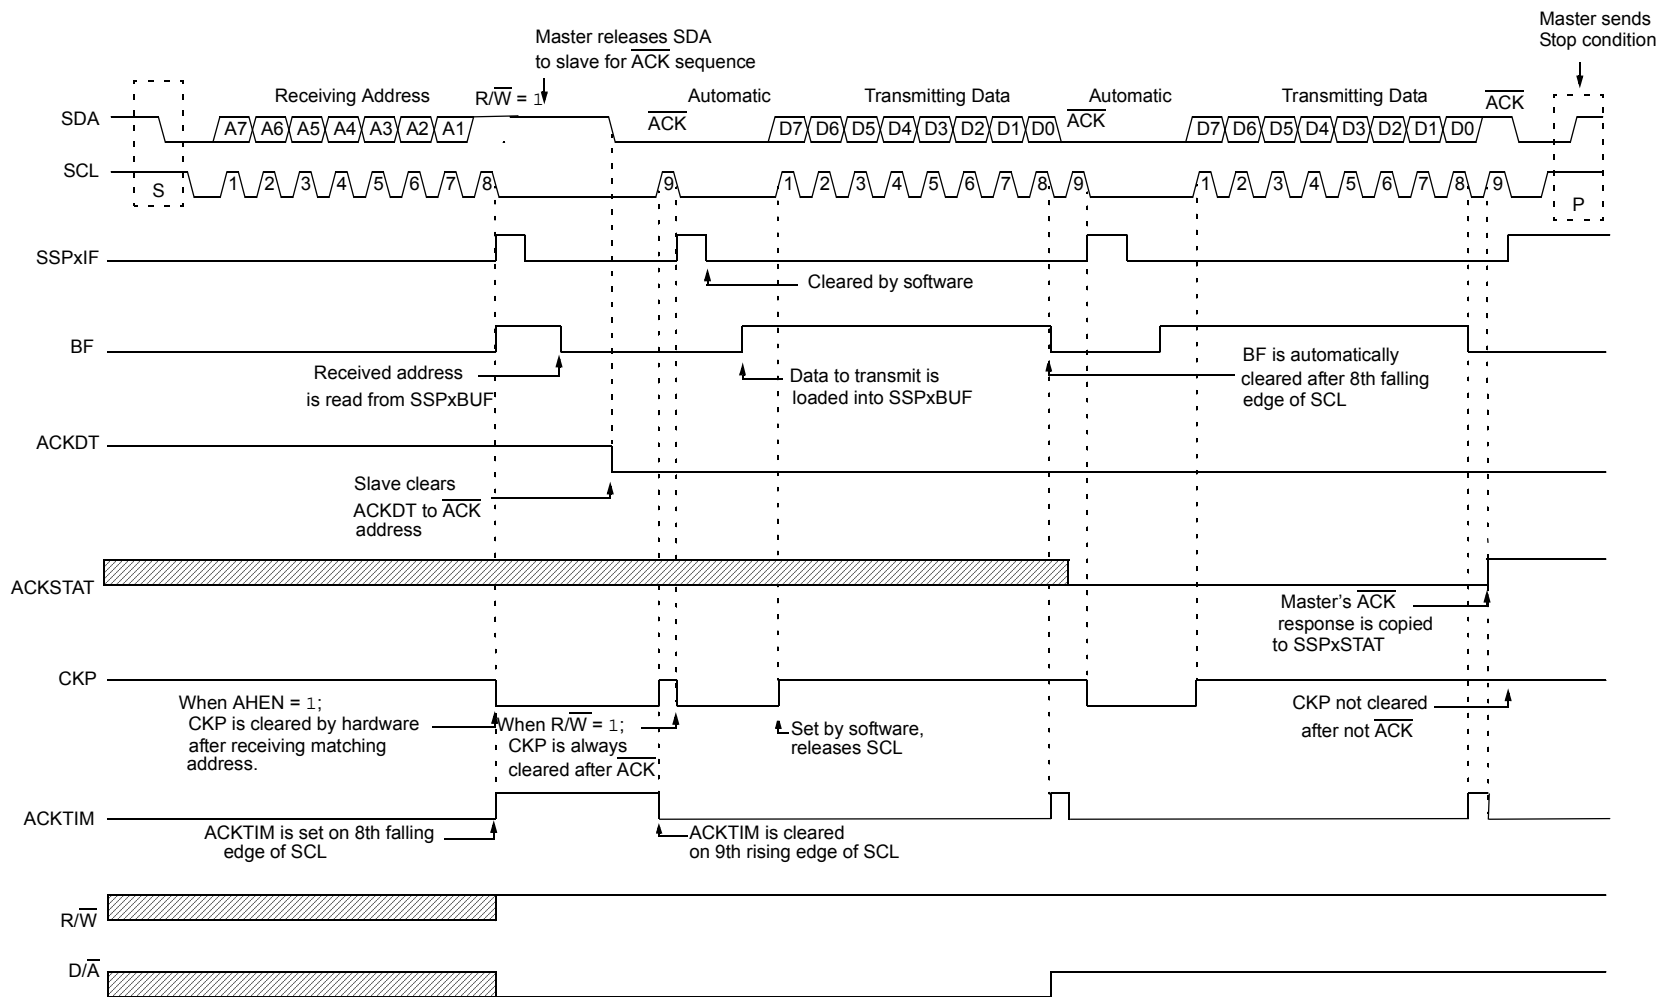 Master sends
Stop condition
Master releases SDA
to slave for ACK sequence
Receiving Address R/W = 1 Automatic Transmitting Data Automatic Transmitting Data ACK
SDA A7 A6 A5 A4 A3 A2 A1 ACK D7 D6 D5 D4 D3 D2 D1 D0 ACK D7 D6 D5 D4 D3 D2 D1 D0
SCL S 1 2 3 4 5 6 7 8 9 1 2 3 4 5 6 7 8 9 1 2 3 4 5 6 7 8 9 P
SSPxIF
Cleared by software
BF
Received address
is read from SSPxBUF
Data to transmit is
loaded into SSPxBUF
BF is automatically
cleared after 8th falling
edge of SCL
ACKDT
Slave clears
ACKDT to ACK
address
ACKSTAT
Master's ACK
response is copied
to SSPxSTAT
CKP
When AHEN = 1;
CKP is cleared by hardware
after receiving matching
address.
When R/W = 1;
CKP is always
cleared after ACK
Set by software,
releases SCL
CKP not cleared
after not ACK
ACKTIM
ACKTIM is set on 8th falling
edge of SCL
ACKTIM is cleared
on 9th rising edge of SCL
R/W
D/A